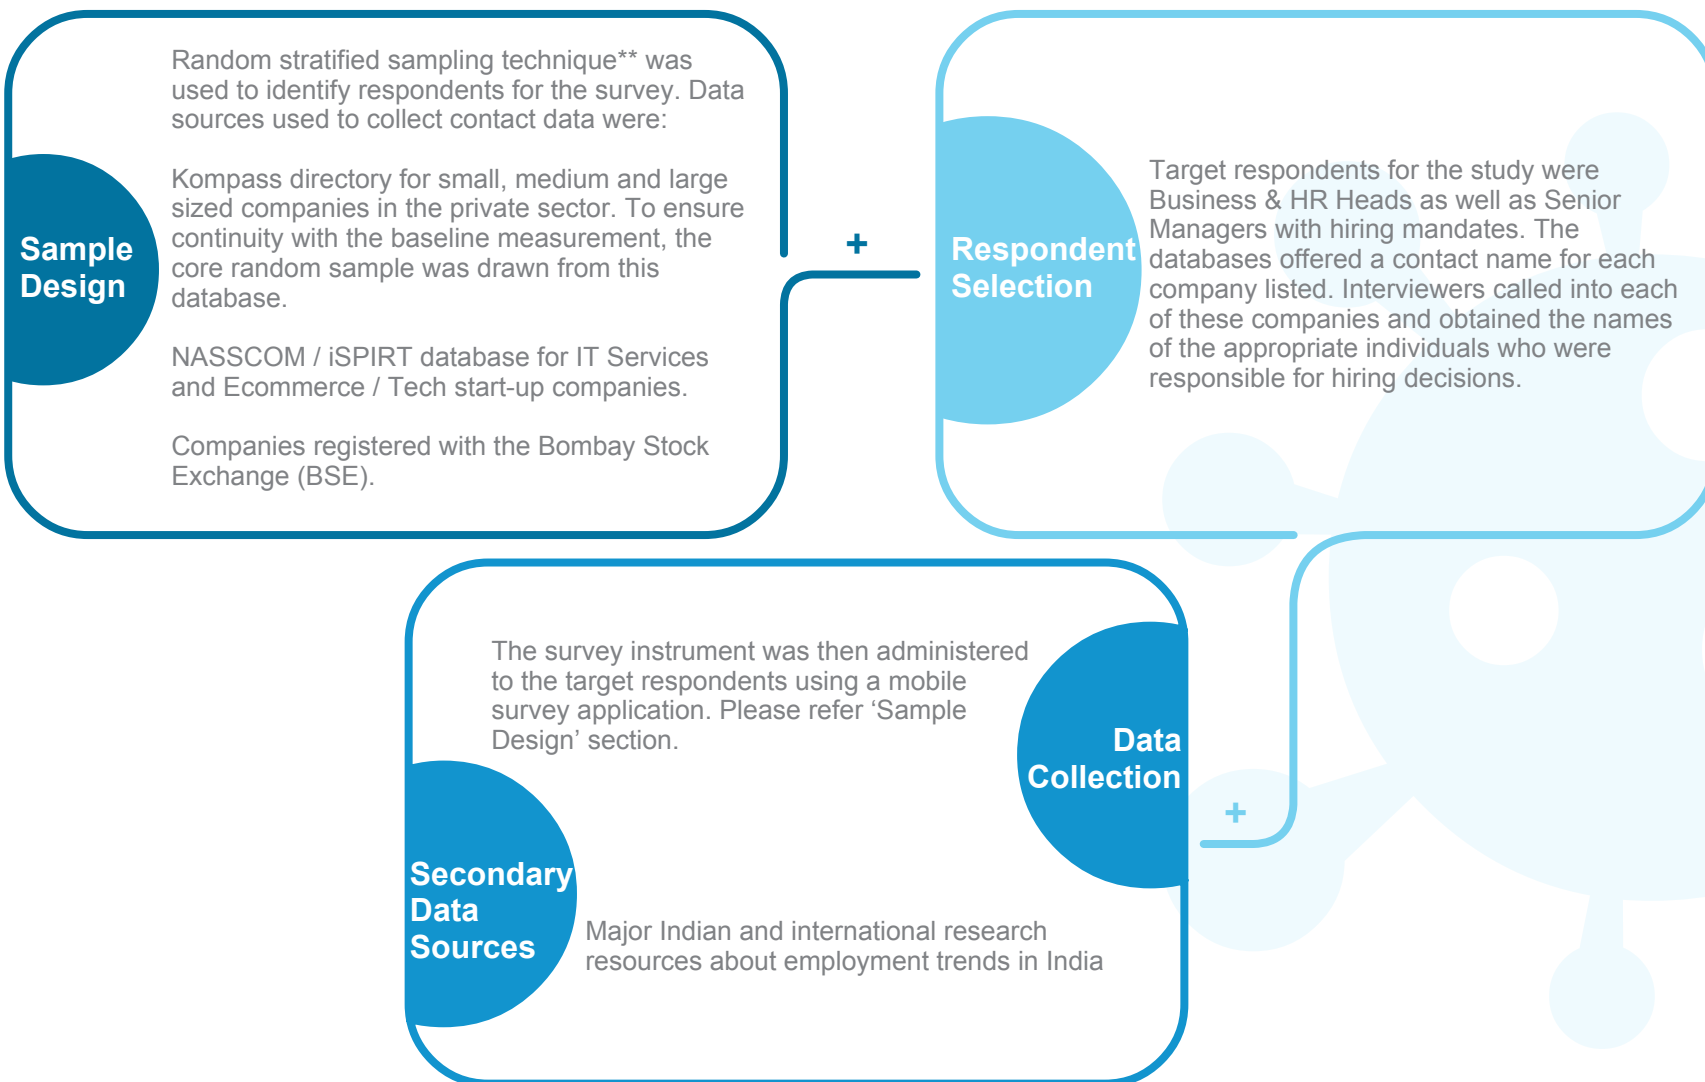 Sample
Design
Random stratified sampling technique** was
used to identify respondents for the survey. Data
sources used to collect contact data were:
Kompass directory for small, medium and large
sized companies in the private sector. To ensure
continuity with the baseline measurement, the
core random sample was drawn from this
database.
NASSCOM / iSPIRT database for IT Services
and Ecommerce / Tech start-up companies.
Companies registered with the Bombay Stock
Exchange (BSE).
+
Respondent
Selection
Target respondents for the study were
Business & HR Heads as well as Senior
Managers with hiring mandates. The
databases offered a contact name for each
company listed. Interviewers called into each
of these companies and obtained the names
of the appropriate individuals who were
responsible for hiring decisions.
+
Data
Collection
The survey instrument was then administered
to the target respondents using a mobile
survey application. Please refer ‘Sample
Design’ section.
Secondary
Data
Sources
Major Indian and international research
resources about employment trends in India